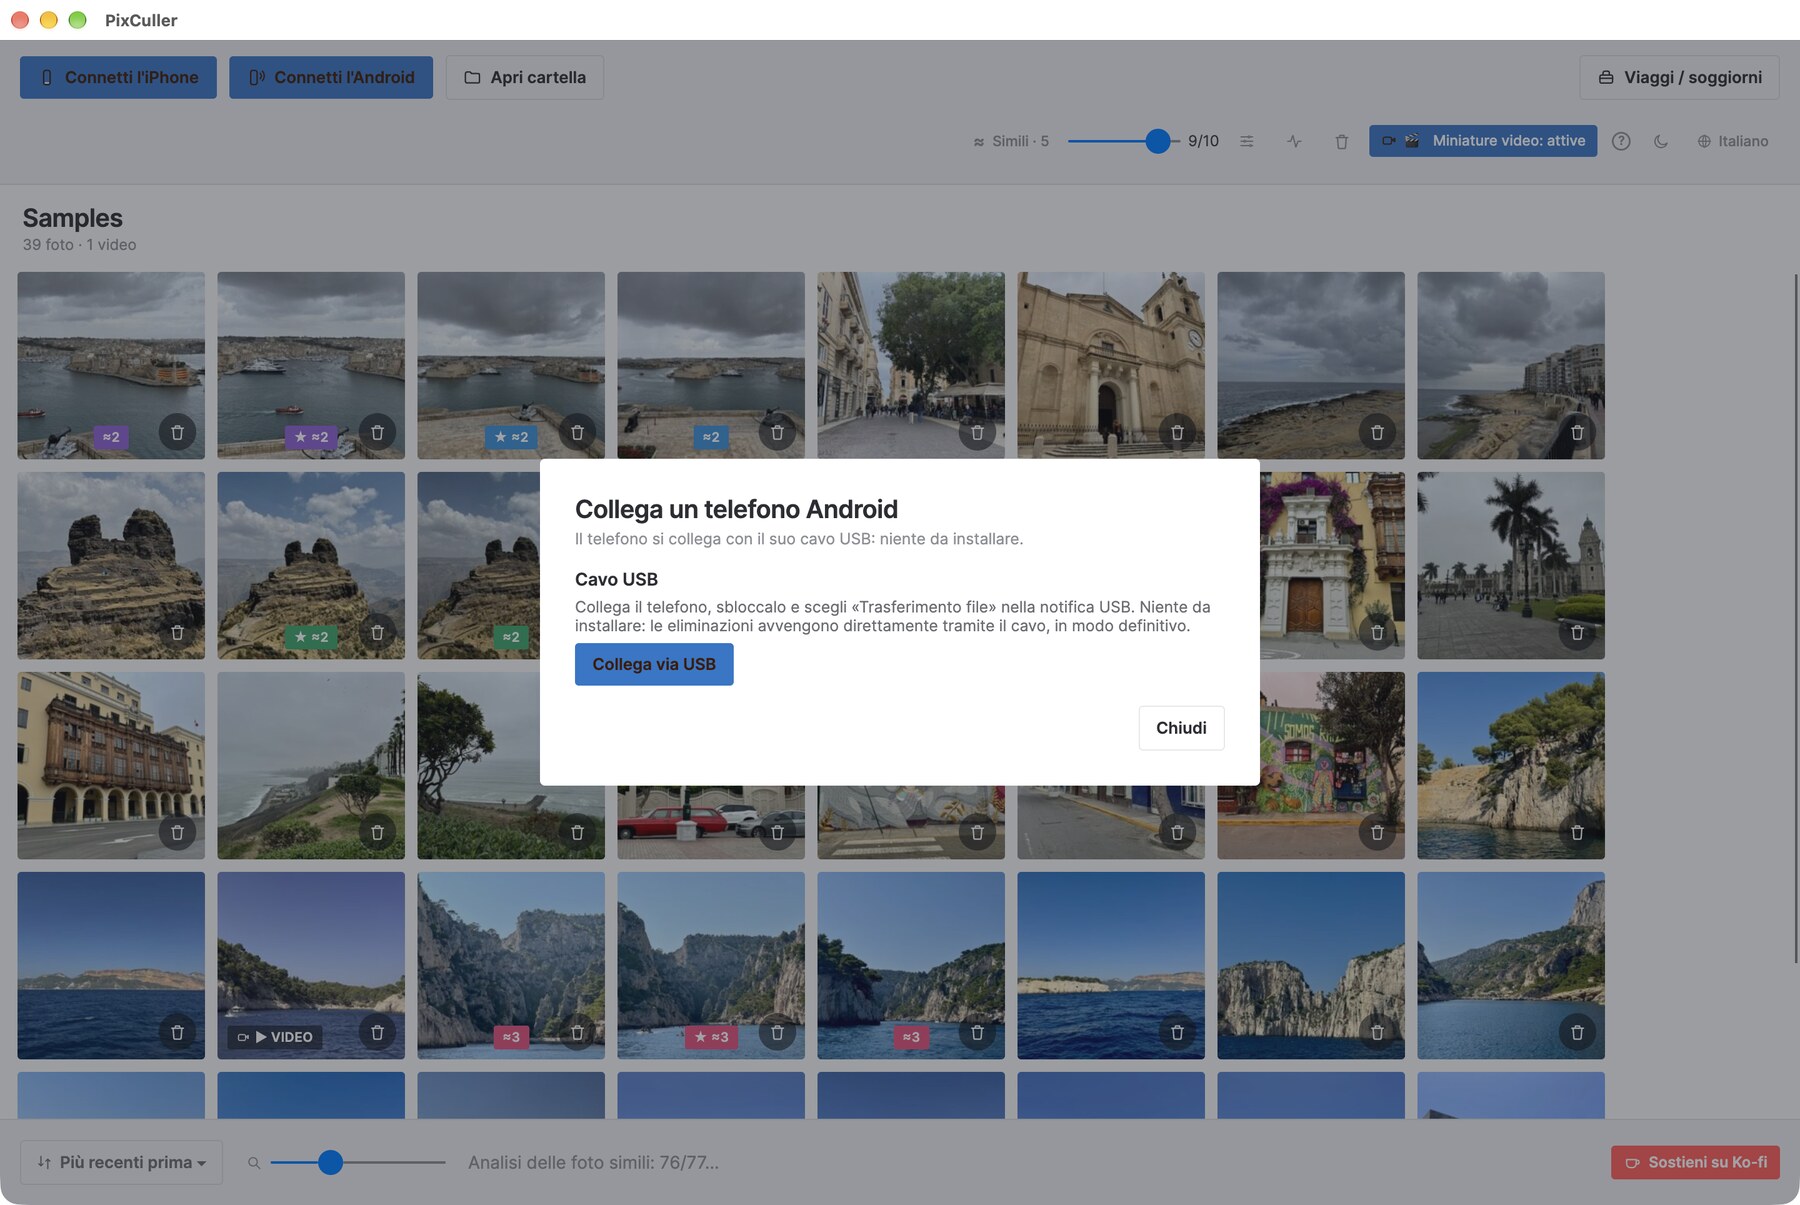 PixCuller
Connetti l'iPhone
Connetti l'Android
Apri cartella
Viaggi / soggiorni
≈ Simili · 5
9/10
Miniature video: attive
Italiano
Samples
39 foto · 1 video
≈2
★ ≈2
★ ≈2
≈2
★ ≈2
≈2
Collega un telefono Android
Il telefono si collega con il suo cavo USB: niente da installare.
Cavo USB
Collega il telefono, sbloccalo e scegli «Trasferimento file» nella notifica USB. Niente da
installare: le eliminazioni avvengono direttamente tramite il cavo, in modo definitivo.
Collega via USB
Chiudi
SOMOS
VIDEO
≈3
★ ≈3
≈3
Più recenti prima
Analisi delle foto simili: 76/77...
Sostieni su Ko-fi